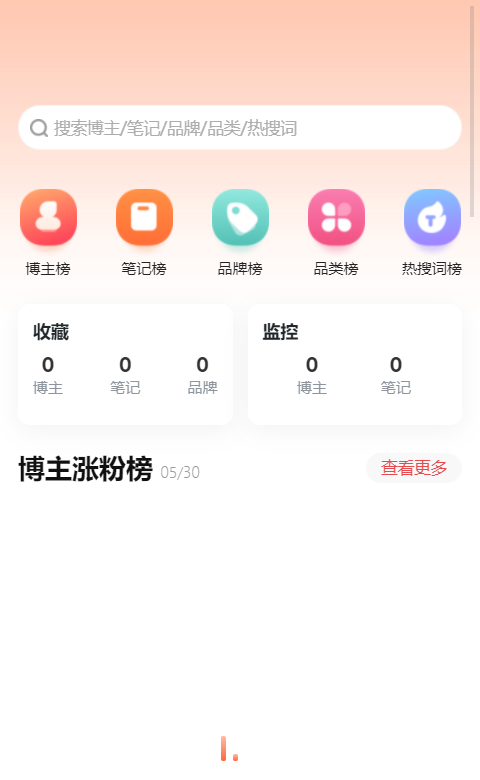 搜索博主/笔记/品牌/品类/热搜词
博主榜 笔记榜 品牌榜 品类榜 热搜词榜
收藏 监控
0 0 0 0 0
博主 笔记 品牌 博主 笔记
博主涨粉榜 05/30 查看更多